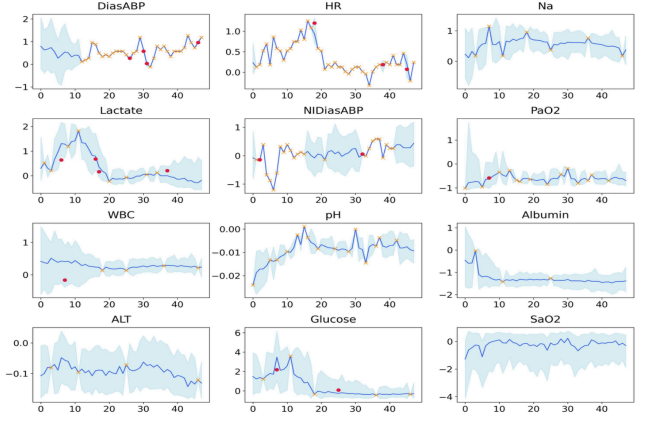 DiasABP HR Na
2 1 0 −1 0 10 20 30 40
1.0 0.5 0.0 0 10 20 30 40
2 1 0 0 10 20 30 40
Lactate NIDiasABP PaO2
2 1 0 0 10 20 30 40
1 0 −1 0 10 20 30 40
1 0 −1 0 10 20 30 40
WBC pH Albumin
1 0 0 10 20 30 40
0.00 −0.01 −0.02 0 10 20 30 40
1 0 −1 −2 0 10 20 30 40
ALT Glucose SaO2
0.0 −0.1 0 10 20 30 40
6 4 2 0 0 10 20 30 40
0 −2 −4 0 10 20 30 40